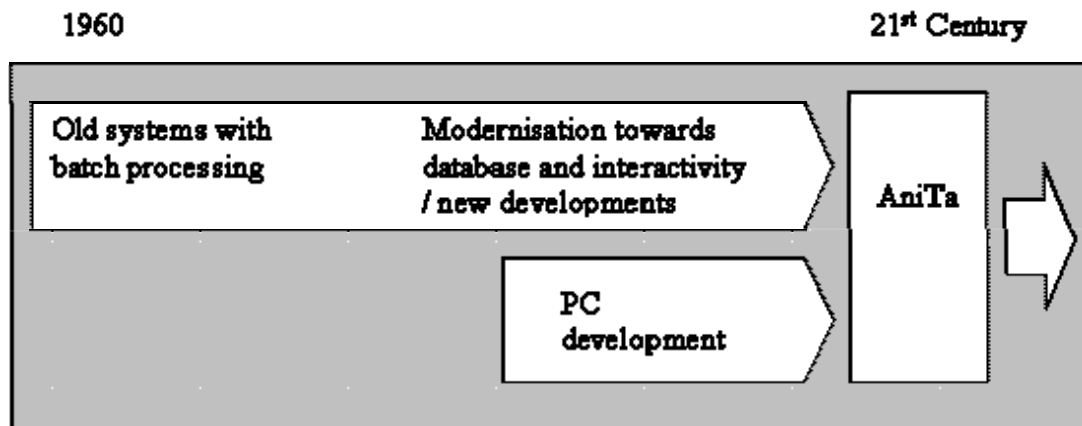 1960
21st Century
Old systems with
batch processing
Modernisation towards
database and interactivity
/ new developments
AniTa
PC
development